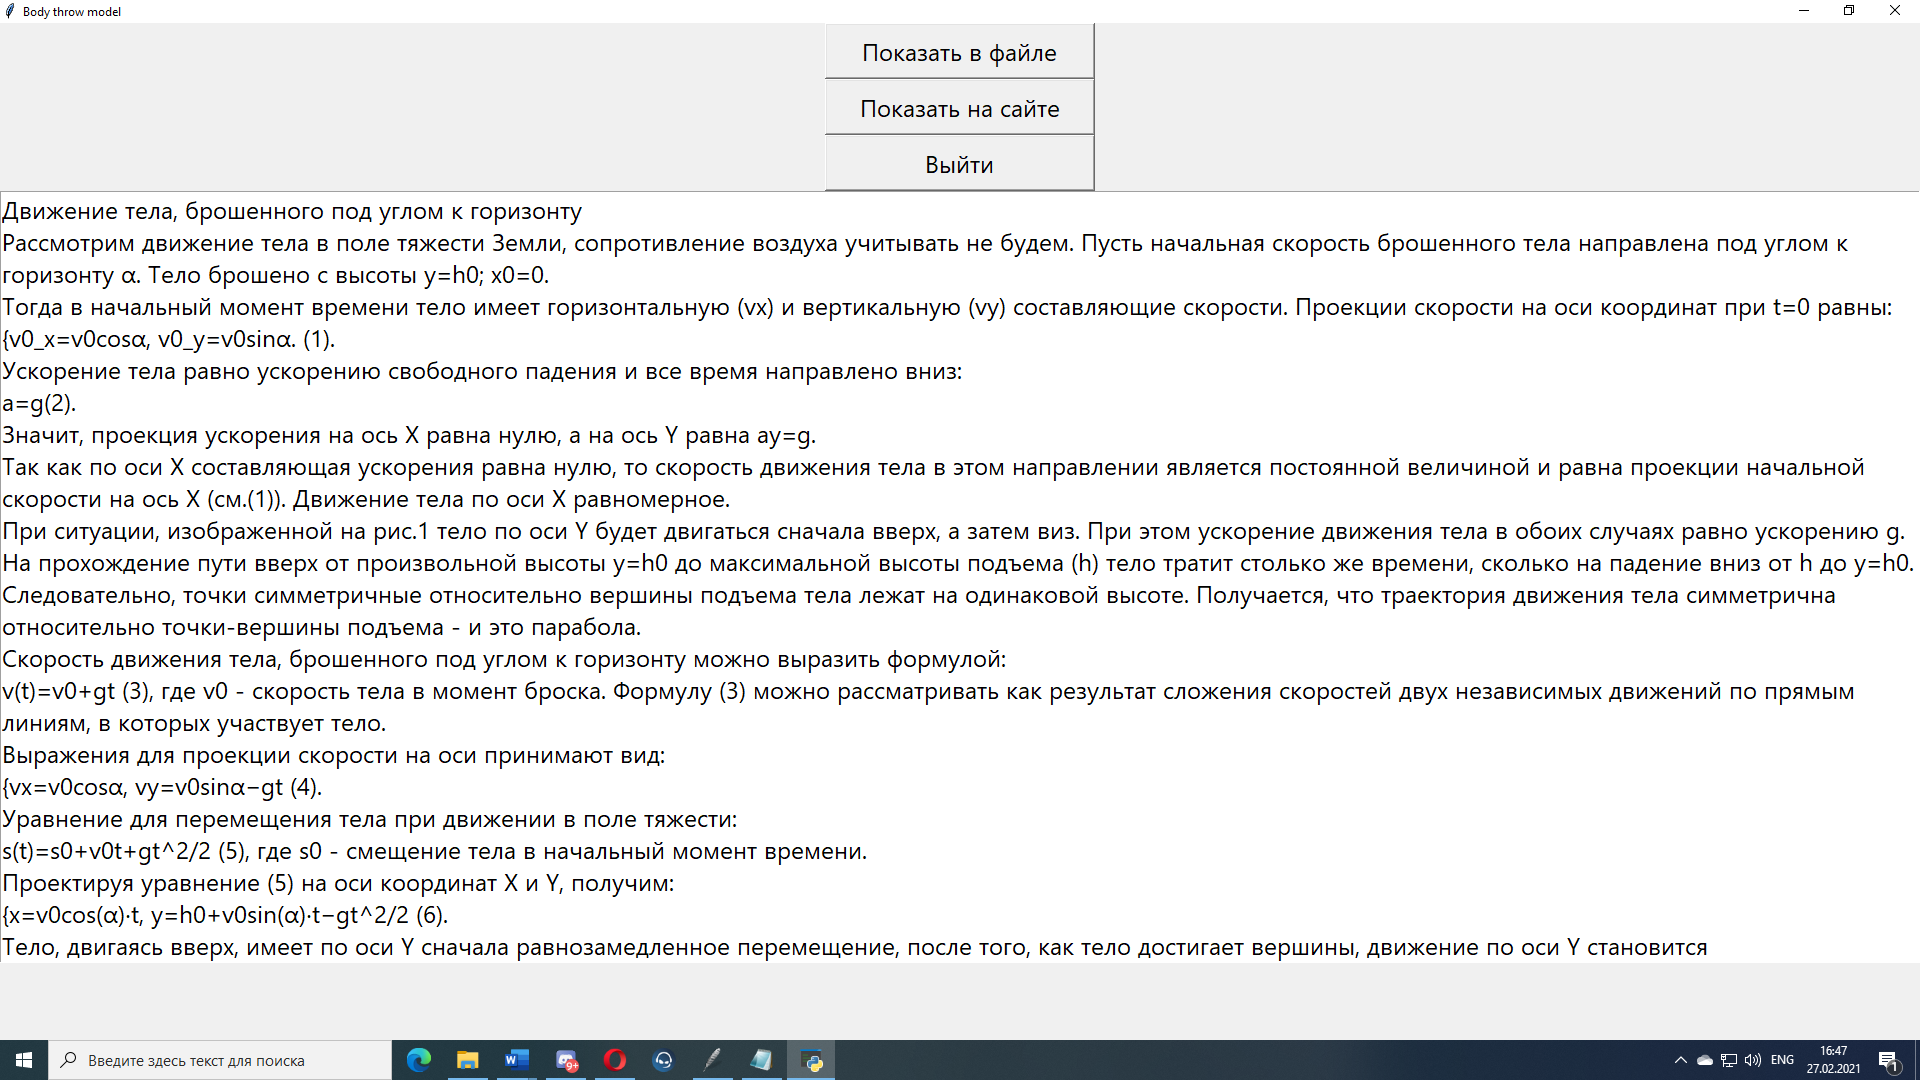 Body throw model
Показать в файле
Показать на сайте
Выйти
Движение тела, брошенного под углом к горизонту
Рассмотрим движение тела в поле тяжести Земли, сопротивление воздуха учитывать не будем. Пусть начальная скорость брошенного тела направлена под углом к
горизонту α. Тело брошено с высоты y=h0; x0=0.
Тогда в начальный момент времени тело имеет горизонтальную (vx) и вертикальную (vy) составляющие скорости. Проекции скорости на оси координат при t=0 равны:
{v0_x=v0cosα, v0_y=v0sinα. (1).
Ускорение тела равно ускорению свободного падения и все время направлено вниз:
a=g(2).
Значит, проекция ускорения на ось X равна нулю, а на ось Y равна ay=g.
Так как по оси X составляющая ускорения равна нулю, то скорость движения тела в этом направлении является постоянной величиной и равна проекции начальной
скорости на ось X (см.(1)). Движение тела по оси X равномерное.
При ситуации, изображенной на рис.1 тело по оси Y будет двигаться сначала вверх, а затем виз. При этом ускорение движения тела в обоих случаях равно ускорению g.
На прохождение пути вверх от произвольной высоты y=h0 до максимальной высоты подъема (h) тело тратит столько же времени, сколько на падение вниз от h до y=h0.
Следовательно, точки симметричные относительно вершины подъема тела лежат на одинаковой высоте. Получается, что траектория движения тела симметрична
относительно точки-вершины подъема - и это парабола.
Скорость движения тела, брошенного под углом к горизонту можно выразить формулой:
v(t)=v0+gt (3), где v0 - скорость тела в момент броска. Формулу (3) можно рассматривать как результат сложения скоростей двух независимых движений по прямым
линиям, в которых участвует тело.
Выражения для проекции скорости на оси принимают вид:
{vx=v0cosα, vy=v0sinα−gt (4).
Уравнение для перемещения тела при движении в поле тяжести:
s(t)=s0+v0t+gt^2/2 (5), где s0 - смещение тела в начальный момент времени.
Проектируя уравнение (5) на оси координат X и Y, получим:
{x=v0cos(α)·t, y=h0+v0sin(α)·t−gt^2/2 (6).
Тело, двигаясь вверх, имеет по оси Y сначала равнозамедленное перемещение, после того, как тело достигает вершины, движение по оси Y становится
Введите здесь текст для поиска
9+
ENG
16:47
27.02.2021
1